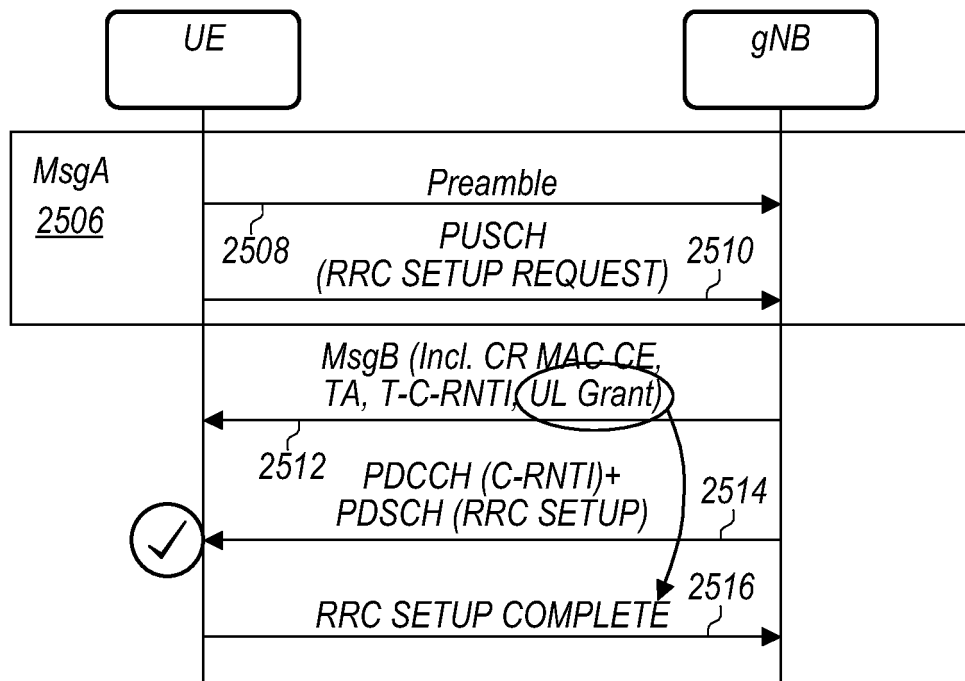 UE
gNB
MsgA
2506
Preamble
2508
PUSCH
(RRC SETUP REQUEST)
2510
MsgB (Incl. CR MAC CE,
TA, T-C-RNTI, UL Grant)
2512
PDCCH (C-RNTI)+
PDSCH (RRC SETUP)
2514
RRC SETUP COMPLETE
2516